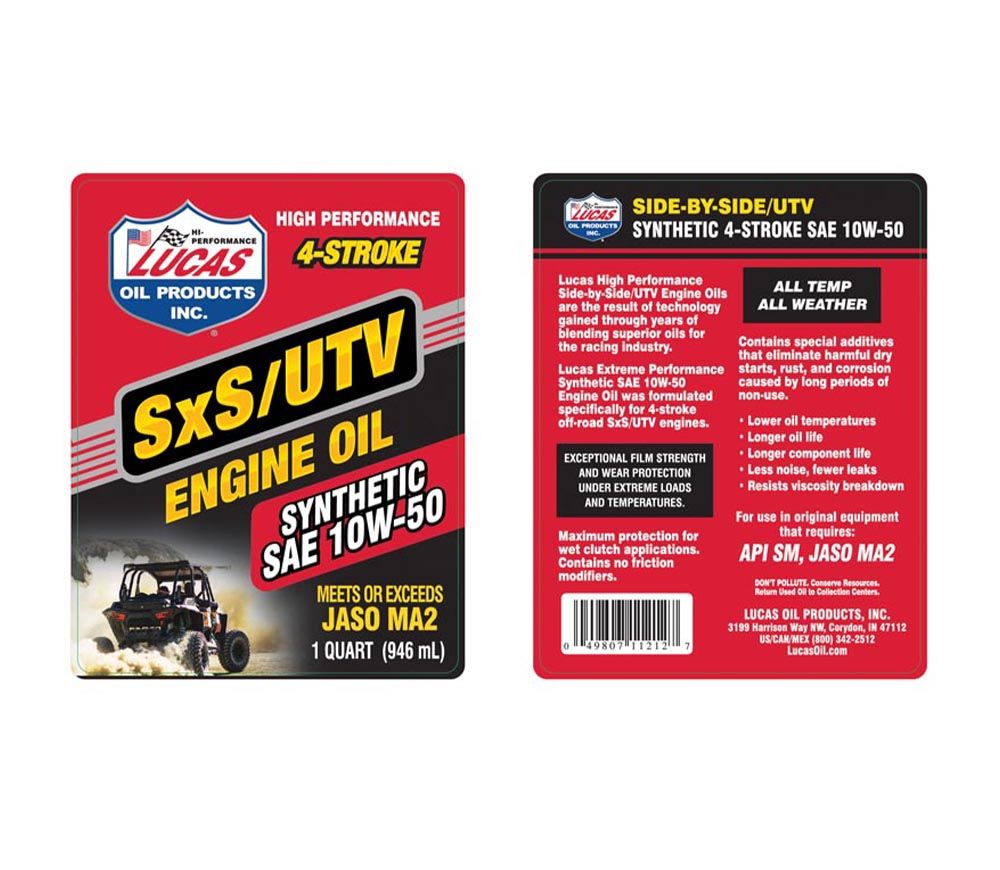 HI-
PERFORMANCE
LUCAS
OIL PRODUCTS
INC.
®
HIGH PERFORMANCE
4-STROKE
SxS/UTV
ENGINE OIL
SYNTHETIC
SAE 10W-50
MEETS OR EXCEEDS
JASO MA2
1 QUART (946 mL)
HI-
PERFORMANCE
LUCAS
OIL PRODUCTS
INC.
SIDE-BY-SIDE/UTV
SYNTHETIC 4-STROKE SAE 10W-50
Lucas High Performance
Side-by-Side/UTV Engine Oils
are the result of technology
gained through years of
blending superior oils for
the racing industry.
Lucas Extreme Performance
Synthetic SAE 10W-50
Engine Oil was formulated
specifically for 4-stroke
off-road SxS/UTV engines.
EXCEPTIONAL FILM STRENGTH
AND WEAR PROTECTION
UNDER EXTREME LOADS
AND TEMPERATURES.
Maximum protection for
wet clutch applications.
Contains no friction
modifiers.
0 49807 11212 7
ALL TEMP
ALL WEATHER
Contains special additives
that eliminate harmful dry
starts, rust, and corrosion
caused by long periods of
non-use.
• Lower oil temperatures
• Longer oil life
• Longer component life
• Less noise, fewer leaks
• Resists viscosity breakdown
For use in original equipment
that requires:
API SM, JASO MA2
DON'T POLLUTE. Conserve Resources.
Return Used Oil to Collection Centers.
LUCAS OIL PRODUCTS, INC.
3199 Harrison Way NW, Corydon, IN 47112
US/CAN/MEX (800) 342-2512
LucasOil.com